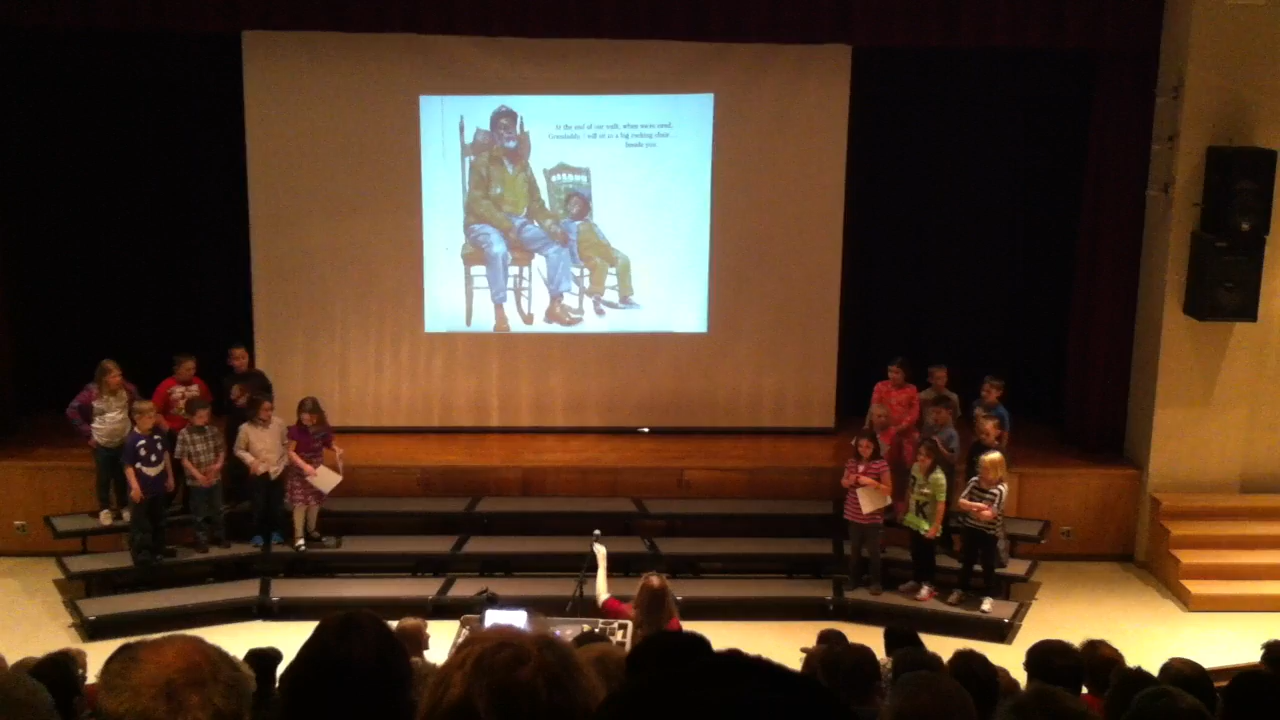 At the end of our walk, when we're tired,
Granddaddy, I will sit in a big rocking chair ...
beside you.
K